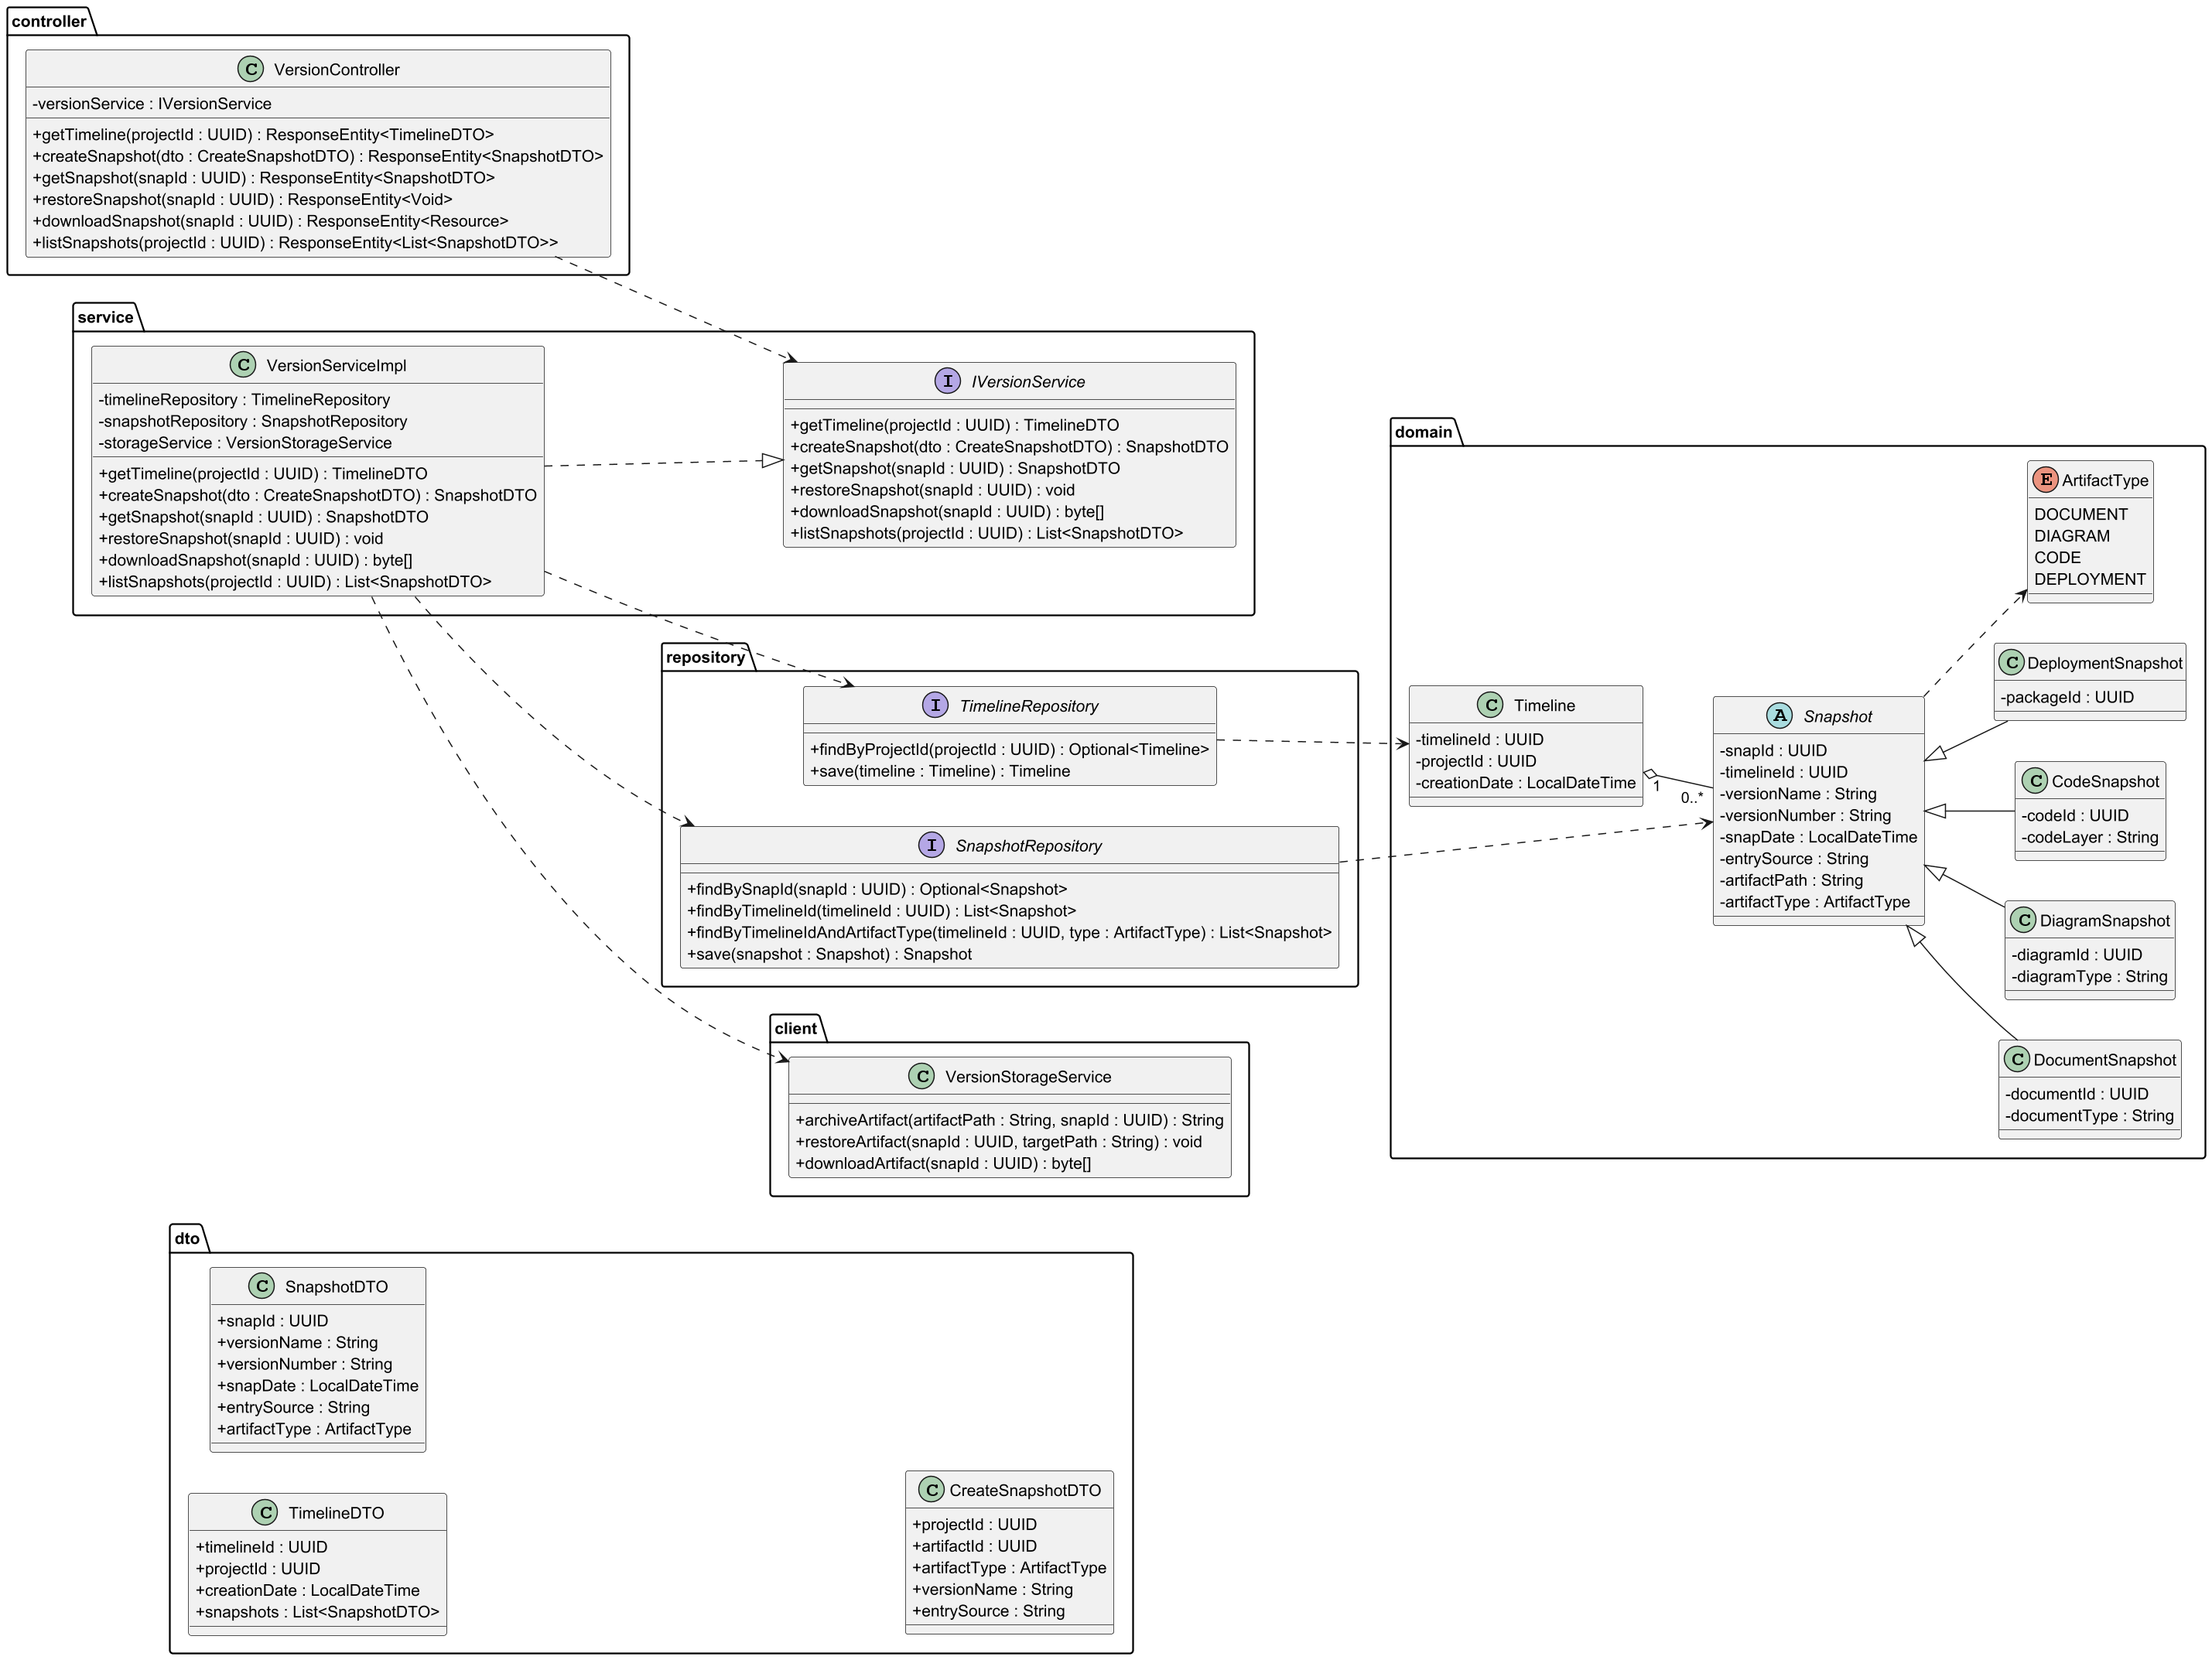 controller
C VersionController
-versionService : IVersionService
+getTimeline(projectId : UUID) : ResponseEntity<TimelineDTO>
+createSnapshot(dto : CreateSnapshotDTO) : ResponseEntity<SnapshotDTO>
+getSnapshot(snapId : UUID) : ResponseEntity<SnapshotDTO>
+restoreSnapshot(snapId : UUID) : ResponseEntity<Void>
+downloadSnapshot(snapId : UUID) : ResponseEntity<Resource>
+listSnapshots(projectId : UUID) : ResponseEntity<List<SnapshotDTO>>
service
C VersionServiceImpl
-timelineRepository : TimelineRepository
-snapshotRepository : SnapshotRepository
-storageService : VersionStorageService
+getTimeline(projectId : UUID) : TimelineDTO
+createSnapshot(dto : CreateSnapshotDTO) : SnapshotDTO
+getSnapshot(snapId : UUID) : SnapshotDTO
+restoreSnapshot(snapId : UUID) : void
+downloadSnapshot(snapId : UUID) : byte[]
+listSnapshots(projectId : UUID) : List<SnapshotDTO>
I IVersionService
+getTimeline(projectId : UUID) : TimelineDTO
+createSnapshot(dto : CreateSnapshotDTO) : SnapshotDTO
+getSnapshot(snapId : UUID) : SnapshotDTO
+restoreSnapshot(snapId : UUID) : void
+downloadSnapshot(snapId : UUID) : byte[]
+listSnapshots(projectId : UUID) : List<SnapshotDTO>
repository
I TimelineRepository
+findByProjectId(projectId : UUID) : Optional<Timeline>
+save(timeline : Timeline) : Timeline
I SnapshotRepository
+findBySnapId(snapId : UUID) : Optional<Snapshot>
+findByTimelineId(timelineId : UUID) : List<Snapshot>
+findByTimelineIdAndArtifactType(timelineId : UUID, type : ArtifactType) : List<Snapshot>
+save(snapshot : Snapshot) : Snapshot
client
C VersionStorageService
+archiveArtifact(artifactPath : String, snapId : UUID) : String
+restoreArtifact(snapId : UUID, targetPath : String) : void
+downloadArtifact(snapId : UUID) : byte[]
domain
C Timeline
-timelineId : UUID
-projectId : UUID
-creationDate : LocalDateTime
1
0..*
A Snapshot
-snapId : UUID
-timelineId : UUID
-versionName : String
-versionNumber : String
-snapDate : LocalDateTime
-entrySource : String
-artifactPath : String
-artifactType : ArtifactType
E ArtifactType
DOCUMENT
DIAGRAM
CODE
DEPLOYMENT
C DeploymentSnapshot
-packageId : UUID
C CodeSnapshot
-codeId : UUID
-codeLayer : String
C DiagramSnapshot
-diagramId : UUID
-diagramType : String
C DocumentSnapshot
-documentId : UUID
-documentType : String
dto
C SnapshotDTO
+snapId : UUID
+versionName : String
+versionNumber : String
+snapDate : LocalDateTime
+entrySource : String
+artifactType : ArtifactType
C TimelineDTO
+timelineId : UUID
+projectId : UUID
+creationDate : LocalDateTime
+snapshots : List<SnapshotDTO>
C CreateSnapshotDTO
+projectId : UUID
+artifactId : UUID
+artifactType : ArtifactType
+versionName : String
+entrySource : String